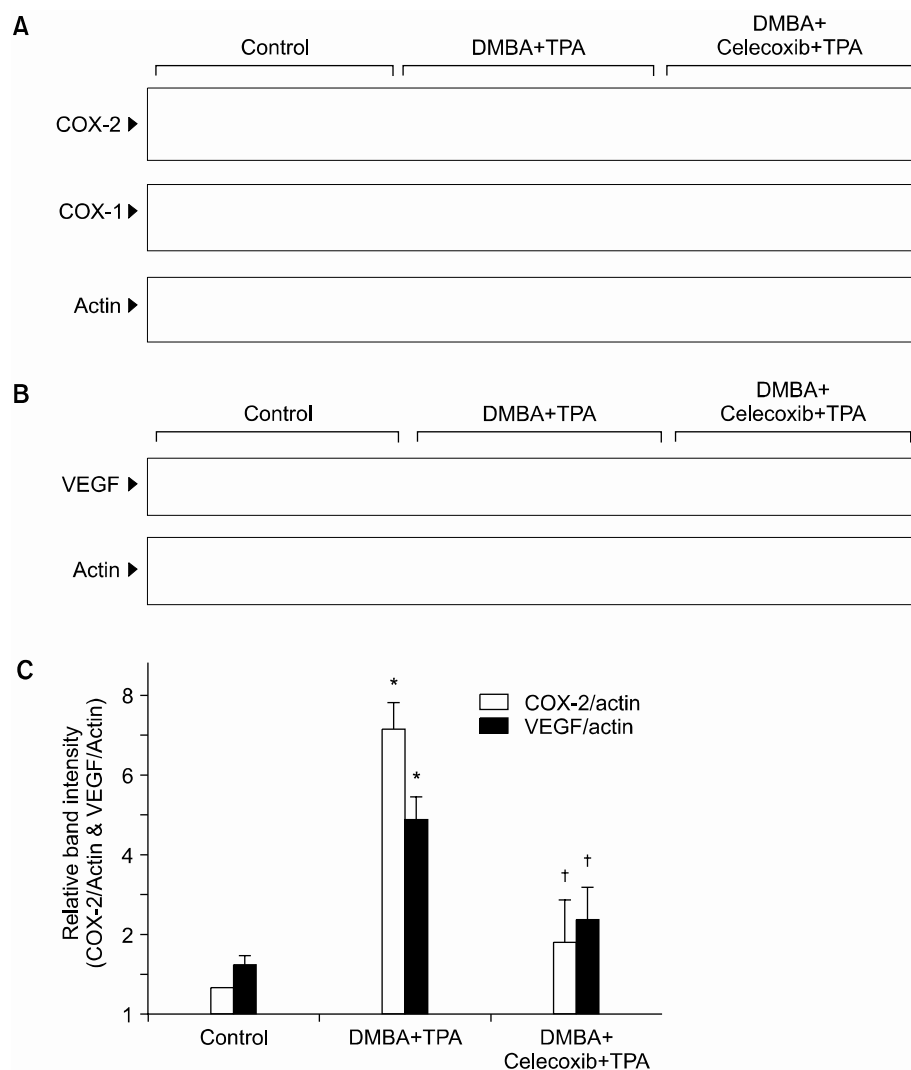 A
Control
DMBA+TPA
DMBA+
Celecoxib+TPA
COX-2
COX-1
Actin
B
Control
DMBA+TPA
DMBA+
Celecoxib+TPA
VEGF
Actin
C
Relative band intensity
(COX-2/Actin & VEGF/Actin)
8
6
4
2
1
*
*
†
†
COX-2/actin
VEGF/actin
Control
DMBA+TPA
DMBA+
Celecoxib+TPA